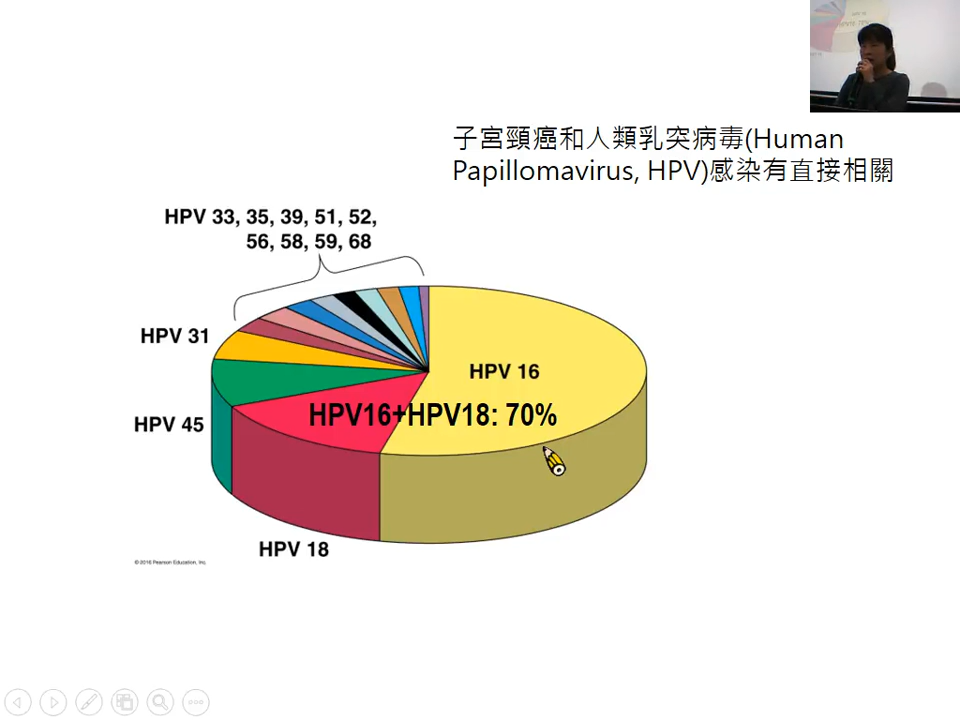 子宮頸癌和人類乳突病毒(Human
Papillomavirus, HPV)感染有直接相關
HPV 33, 35, 39, 51, 52,
56, 58, 59, 68
HPV 31
HPV 16
HPV16+HPV18: 70%
HPV 45
HPV 18
© 2016 Pearson Education, Inc.